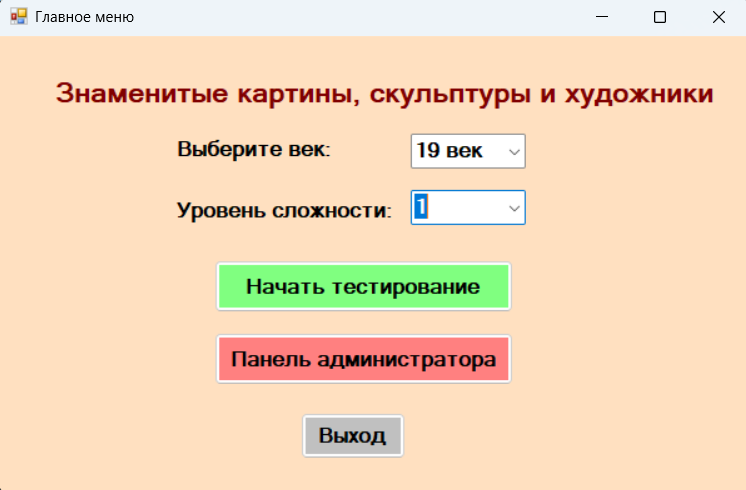 Главное меню
Знаменитые картины, скульптуры и художники
Выберите век: 19 век
Уровень сложности: 1
Начать тестирование
Панель администратора
Выход